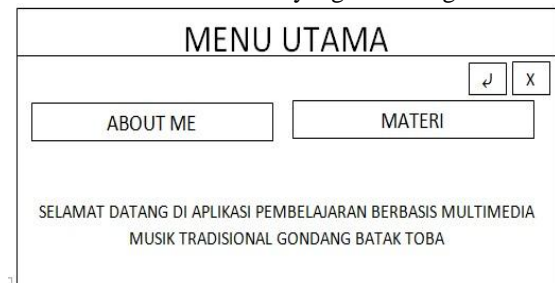 MENU UTAMA
↲ X
ABOUT ME MATERI
SELAMAT DATANG DI APLIKASI PEMBELAJARAN BERBASIS MULTIMEDIA
MUSIK TRADISIONAL GONDANG BATAK TOBA